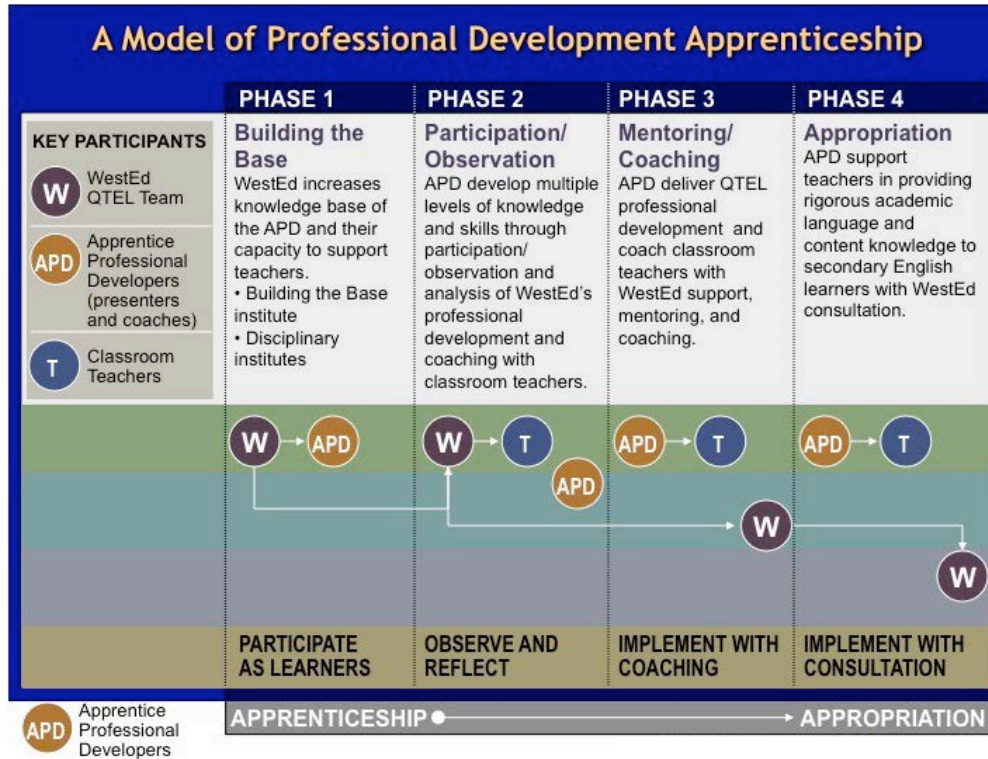 A Model of Professional Development Apprenticeship
PHASE 1
PHASE 2
PHASE 3
PHASE 4
KEY PARTICIPANTS
W
WestEd
QTEL Team
APD
Apprentice
Professional
Developers
(presenters
and coaches)
T
Classroom
Teachers
Building the
Base
WestEd increases
knowledge base
of the APD and their
capacity to support
teachers.
• Building the Base
institute
• Disciplinary
institutes
Participation/
Observation
APD develop multiple
levels of knowledge
and skills through
participation/
observation and
analysis of WestEd's
professional
development and
coaching with
classroom teachers.
Mentoring/
Coaching
APD deliver QTEL
professional
development and
coach classroom
teachers with
WestEd support,
mentoring, and
coaching.
Appropriation
APD support
teachers in providing
rigorous academic
language and
content knowledge to
secondary English
learners with WestEd
consultation.
W
APD
W
T
APD
APD
T
APD
T
W
W
PARTICIPATE
AS LEARNERS
OBSERVE AND
REFLECT
IMPLEMENT WITH
COACHING
IMPLEMENT WITH
CONSULTATION
APD
Apprentice
Professional
Developers
APPRENTICESHIP
APPROPRIATION